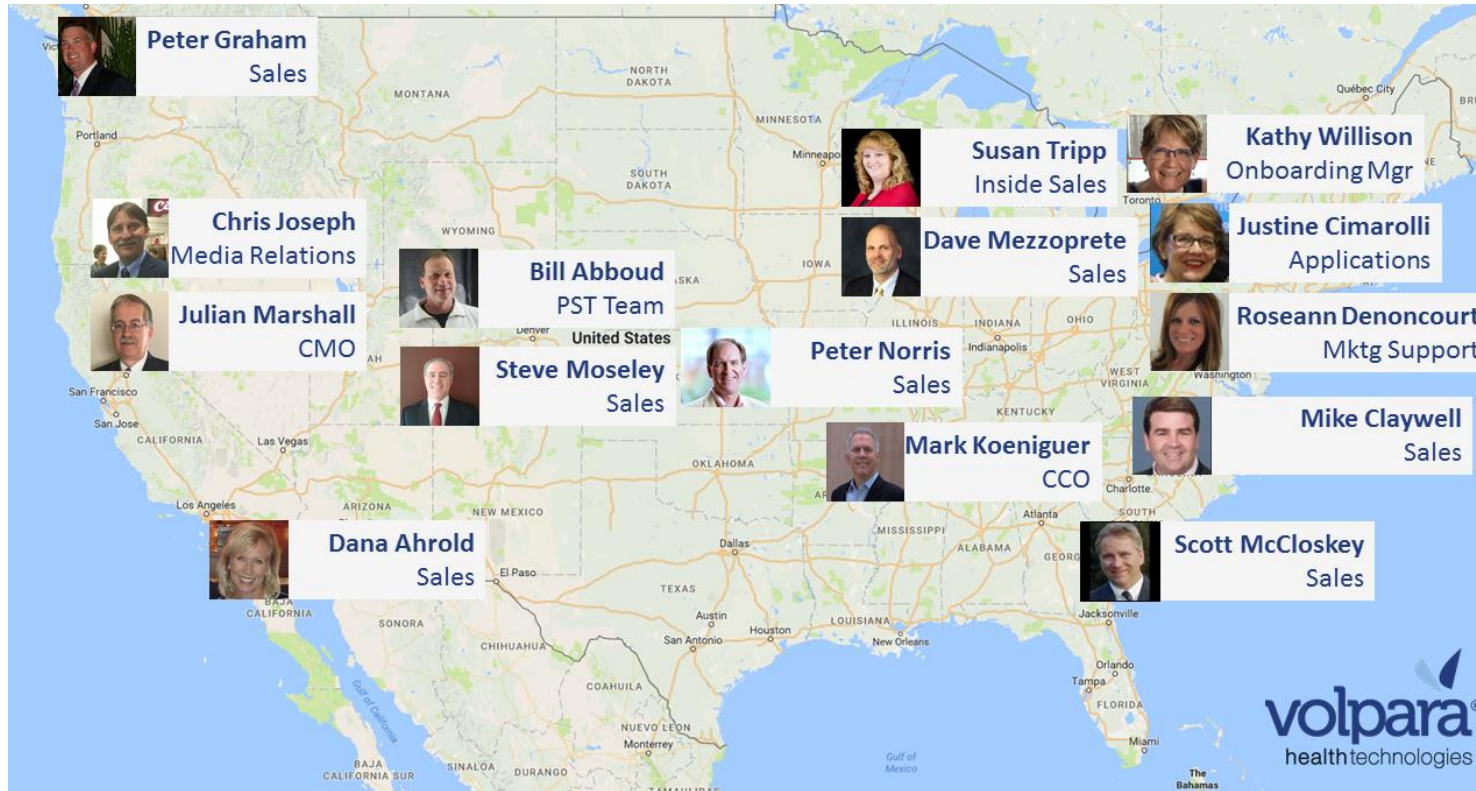 Peter Graham
Sales
Susan Tripp
Inside Sales
Kathy Willison
Onboarding Mgr
Chris Joseph
Media Relations
Dave Mezzoprete
Sales
Justine Cimarolli
Applications
Bill Abboud
PST Team
Julian Marshall
CMO
Roseann Denoncourt
Mktg Support
Steve Moseley
Sales
Peter Norris
Sales
Mark Koeniguer
CCO
Mike Claywell
Sales
Dana Ahrold
Sales
Scott McCloskey
Sales
volpara®
health technologies
NORTH
DAKOTA
MONTANA
MINNESOTA
Québec City
Portland
SOUTH
DAKOTA
Toronto
WYOMING
IOWA
Denver
United States
ILLINOIS
INDIANA
OHIO
Indianapolis
WEST
VIRGINIA
Washington
San Francisco
San Jose
KENTUCKY
CALIFORNIA
Las Vegas
OKLAHOMA
Charlotte
Los Angeles
ARIZONA
NEW MEXICO
SOUTH
Atlanta
MISSISSIPPI
ALABAMA
Dallas
El Paso
TEXAS
BAJA
CALIFORNIA
SONORA
Jacksonville
Austin
LOUISIANA
San Antonio
Houston
New Orleans
CHIHUAHUA
Orlando
Tampa
FLORIDA
COAHUILA
Gulf of California
NUEVO LEON
Monterrey
Miami
Gulf of
Mexico
BAJA
CALIFORNIA SUR
SINALOA
DURANGO
TAMAULIPAS
The
Bahamas